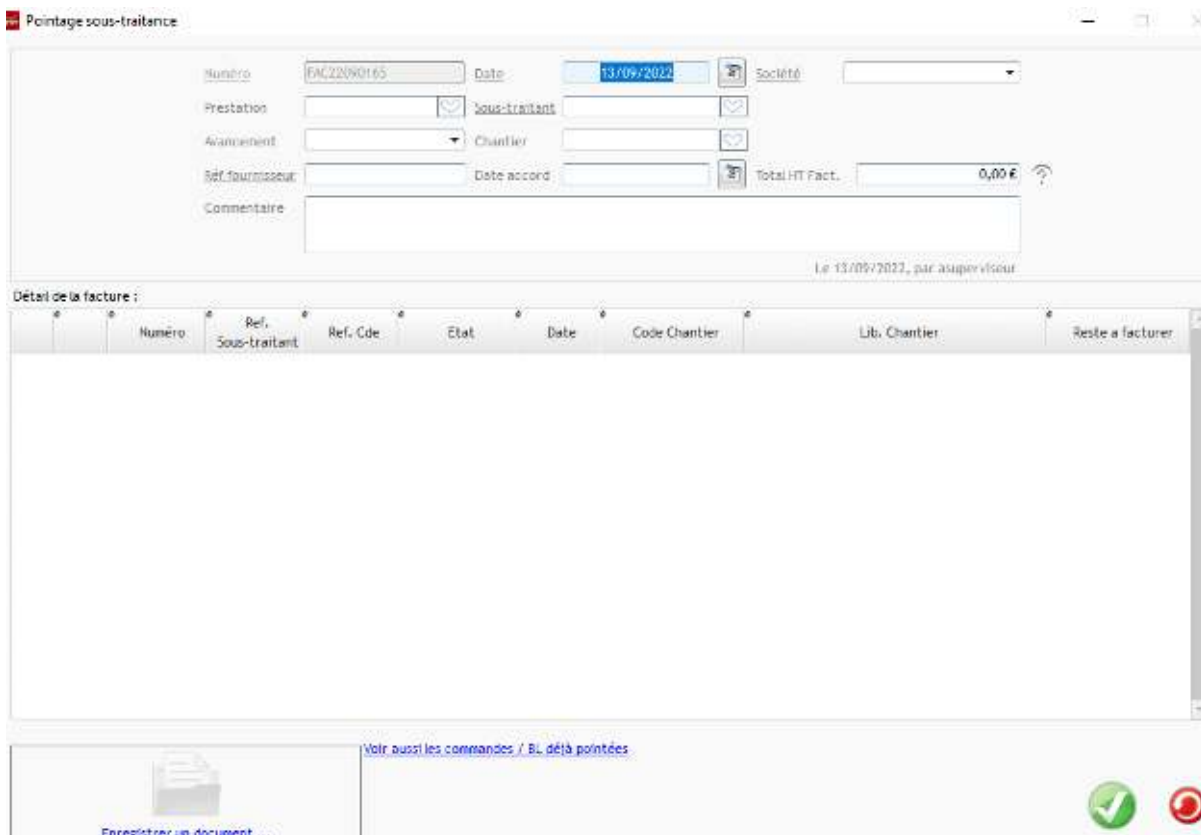 Pointage sous-traitance
Numéro FAC22090165 Date 13/09/2022 Société
Prestation Sous-traitant
Avancement Chantier
Réf.fournisseur Date accord Total HT Fact. 0,00 €
Commentaire
Le 13/09/2022, par asuperviseur
Détail de la facture :
Numéro Ref. Sous-traitant Ref. Cde Etat Date Code Chantier Lib. Chantier Reste a facturer
Voir aussi les commandes / BL déjà pointées
Enregistrer un document